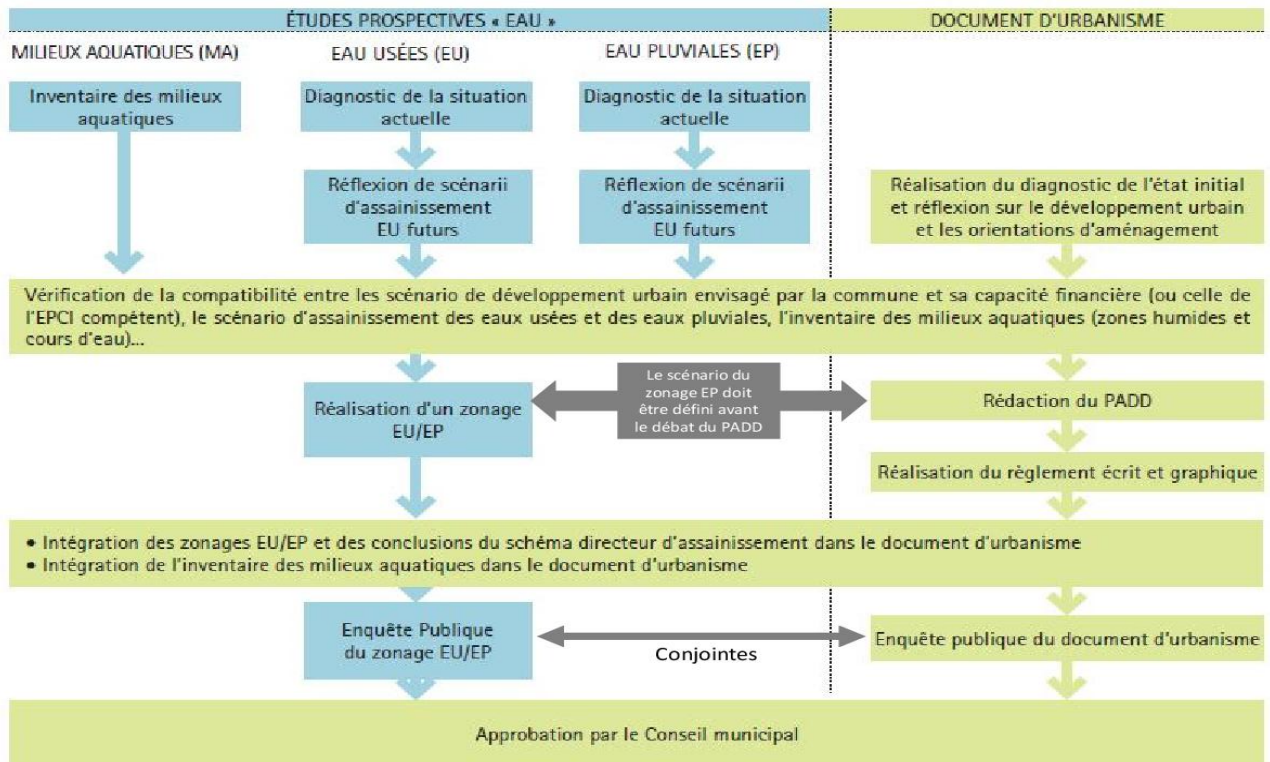 ÉTUDES PROSPECTIVES « EAU »
DOCUMENT D'URBANISME
MILIEUX AQUATIQUES (MA)
EAU USÉES (EU)
EAU PLUVIALES (EP)
Inventaire des milieux
aquatiques
Diagnostic de la situation
actuelle
Diagnostic de la situation
actuelle
Réflexion de scénarii
d'assainissement
EU futurs
Réflexion de scénarii
d'assainissement
EU futurs
Réalisation du diagnostic de l'état initial
et réflexion sur le développement urbain
et les orientations d'aménagement
Vérification de la compatibilité entre les scénario de développement urbain envisagé par la commune et sa capacité financière (ou celle de
l'EPCI compétent), le scénario d'assainissement des eaux usées et des eaux pluviales, l'inventaire des milieux aquatiques (zones humides et
cours d'eau)...
Réalisation d'un zonage
EU/EP
Le scénario du
zonage EP doit
être défini avant
le débat du PADD
Rédaction du PADD
Réalisation du règlement écrit et graphique
• Intégration des zonages EU/EP et des conclusions du schéma directeur d'assainissement dans le document d'urbanisme
• Intégration de l'inventaire des milieux aquatiques dans le document d'urbanisme
Enquête Publique
du zonage EU/EP
Conjointes
Enquête publique du document d'urbanisme
Approbation par le Conseil municipal